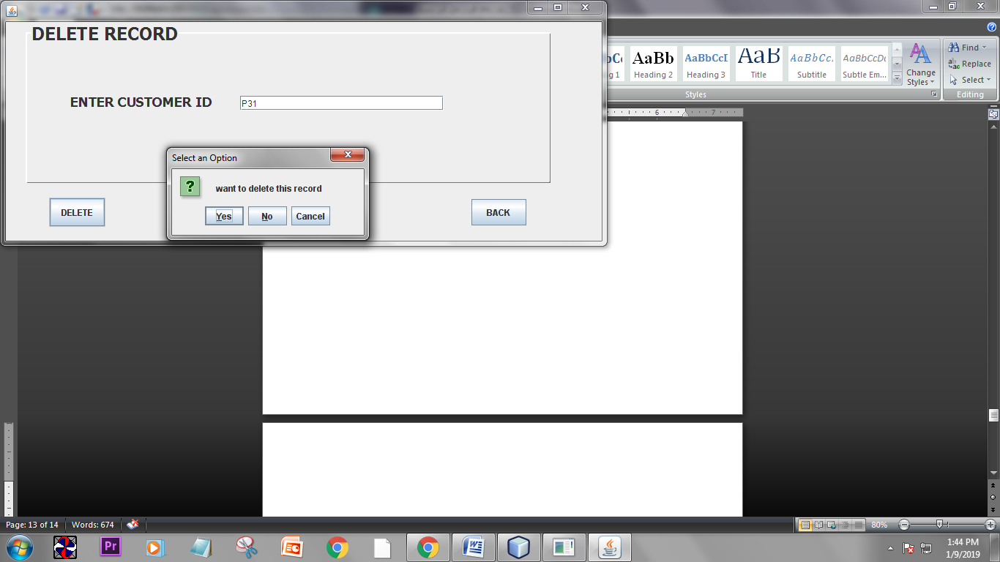 DELETE RECORD
ENTER CUSTOMER ID
P31
Select an Option
want to delete this record
Yes
No
Cancel
DELETE
BACK
g 1
AaBb
Heading 2
AaBbCcI
Heading 3
AaB
Title
AaBbCc.
Subtitle
AaBbCcDc
Subtle Em...
Change
Styles
Find
Replace
Select
Styles
Editing
6
7
Page: 13 of 14
Words: 674
80%
Pr
1:44 PM
1/9/2019